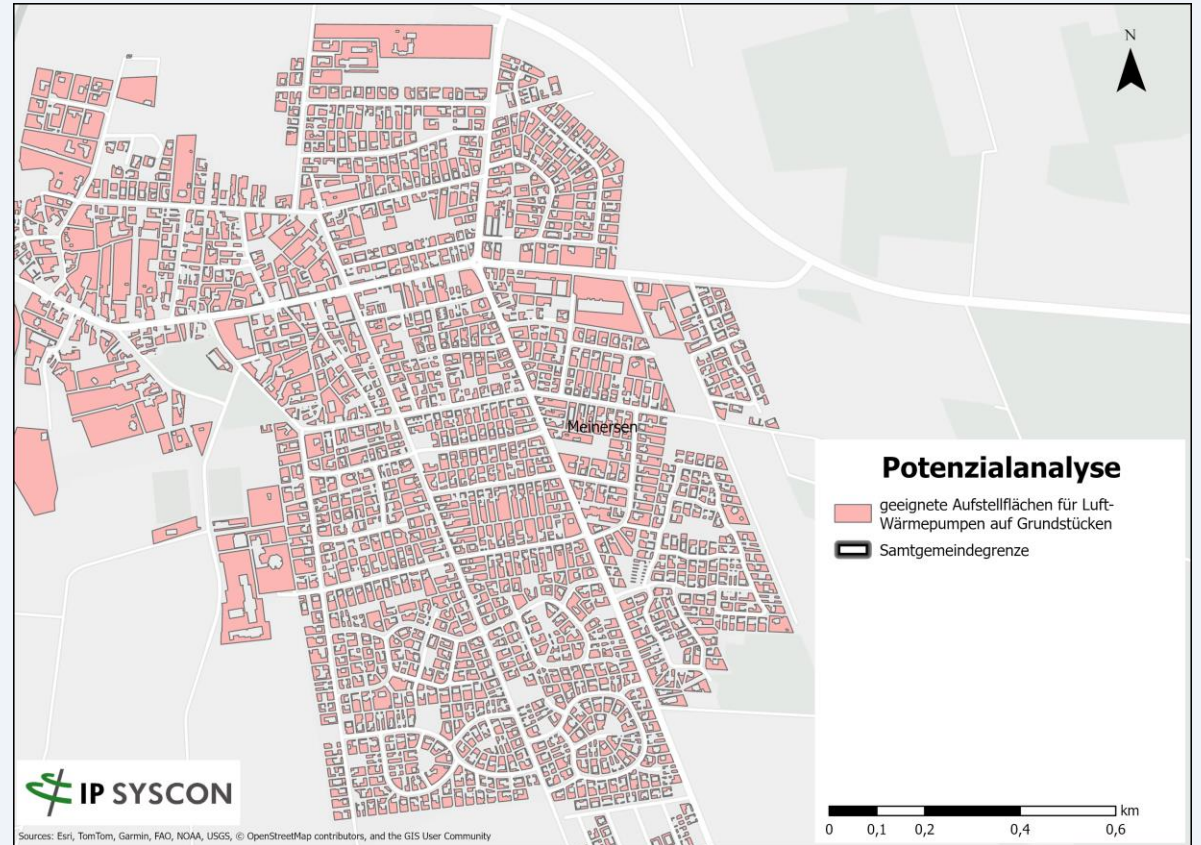 N
Meinersen
Potenzialanalyse
geeignete Aufstellflächen für Luft-
Wärmepumpen auf Grundstücken
Samtgemeindegrenze
IP SYSCON
km
0 0,1 0,2 0,4 0,6
Sources: Esri, TomTom, Garmin, FAO, NOAA, USGS, © OpenStreetMap contributors, and the GIS User Community